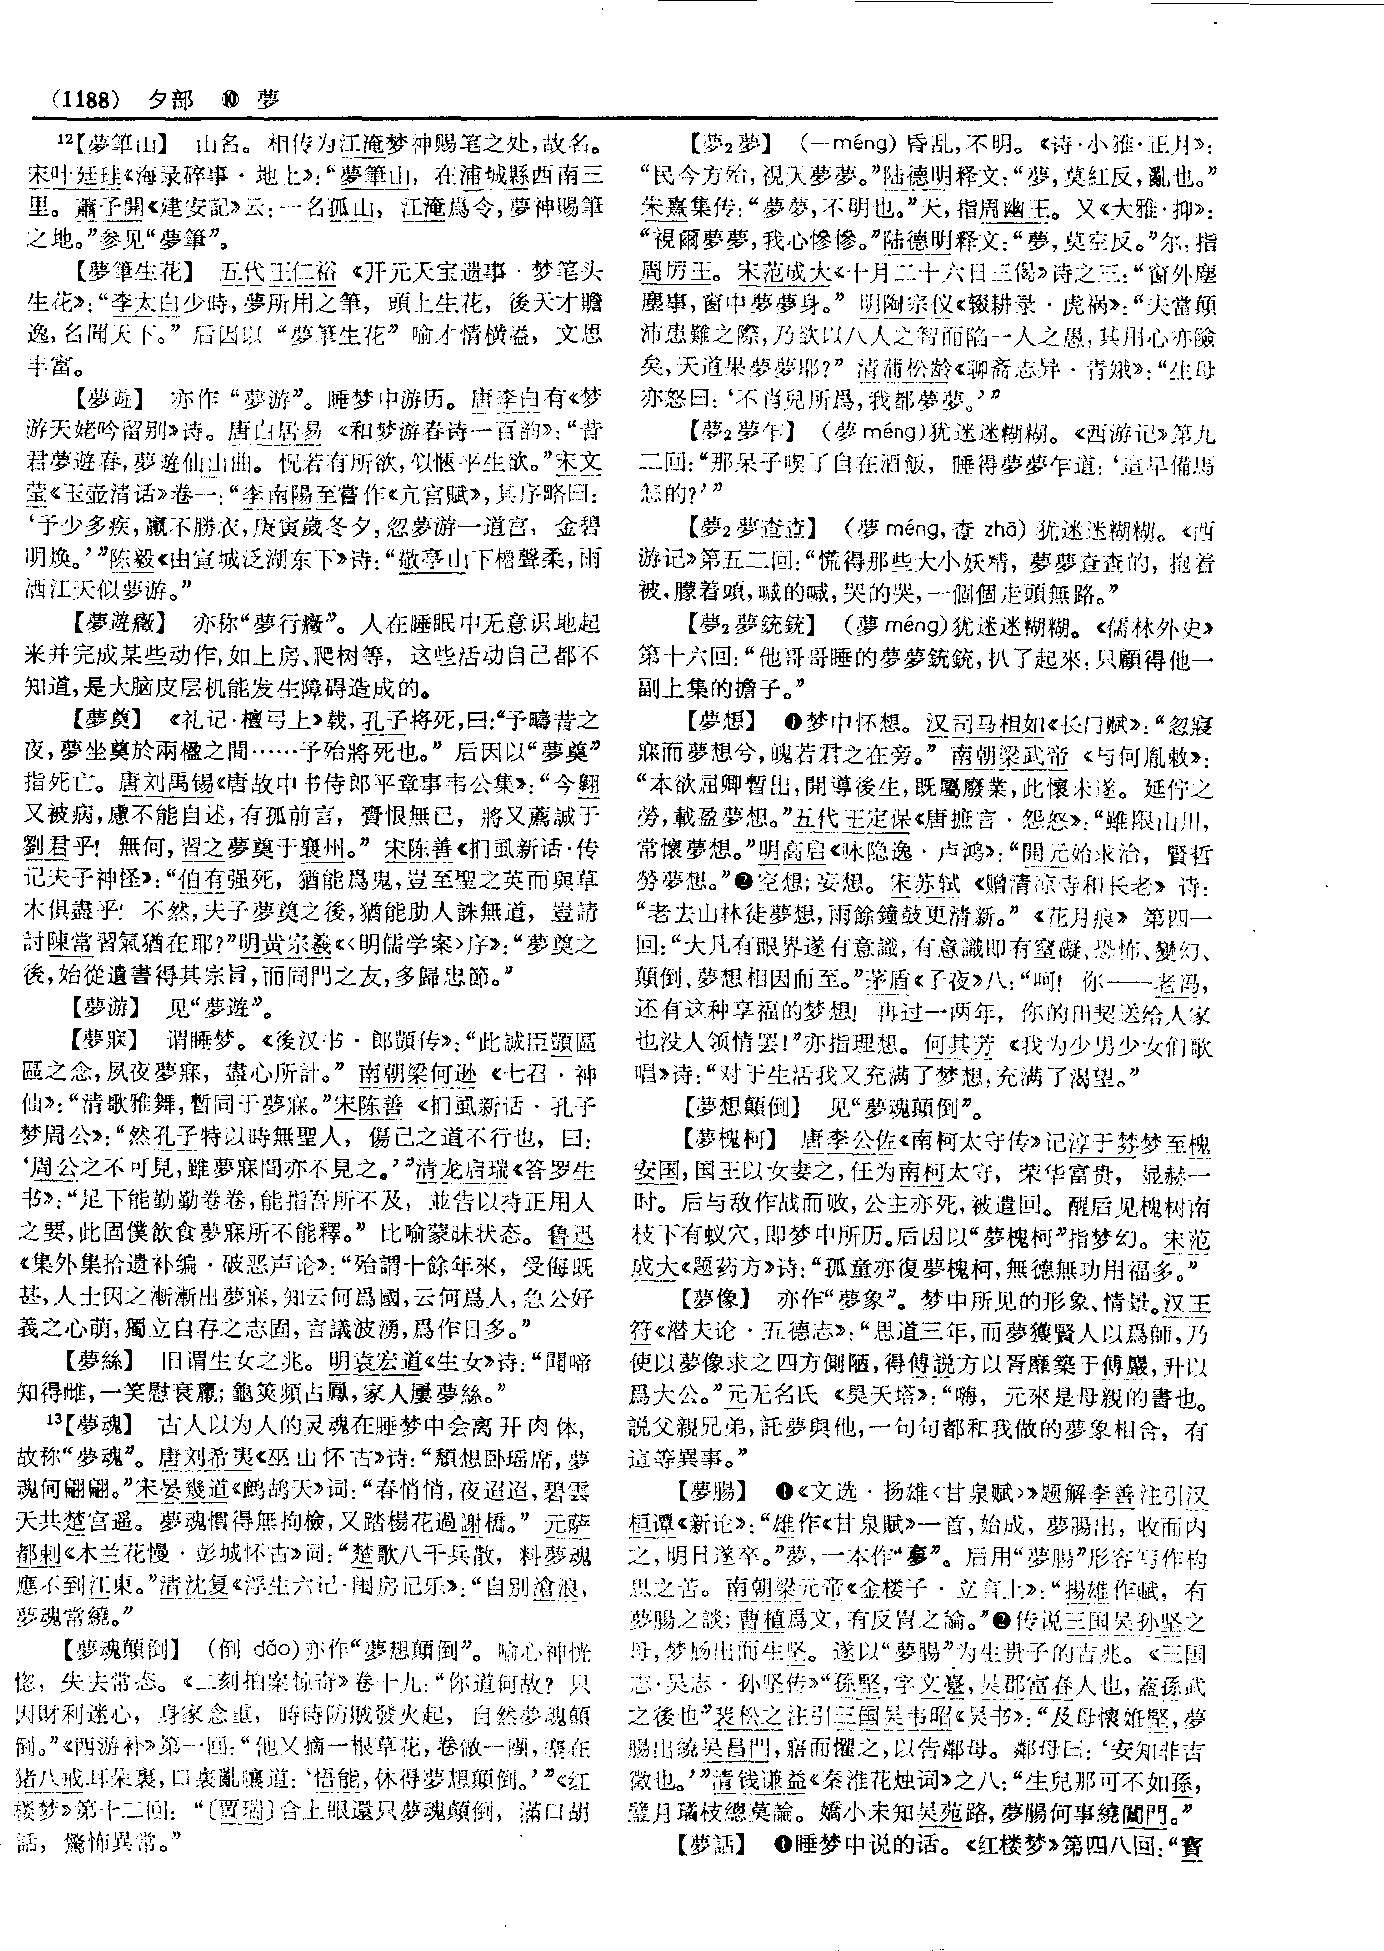 (1188) 夕部 ⑩ 夢
12【夢筆山】 山名。相传为江淹梦神赐笔之处,故名。
宋叶廷珪《海录碎事·地上》:“夢筆山,在浦城縣西南三
里。蕭子開《建安記》云:一名孤山,江淹爲令,夢神賜筆
之地。”参见“夢筆”。
【夢筆生花】 五代王仁裕《开元天宝遗事·梦笔头
生花》:“李太白少時,夢所用之筆,頭上生花,後天才贍
逸,名聞天下。”后因以“夢筆生花”喻才情横溢,文思
丰富。
【夢遊】 亦作“夢游”。睡梦中游历。唐李白有《梦
游天姥吟留别》诗。唐白居易《和梦游春诗一百韵》:“昔
君夢遊春,夢遊仙山曲。怳若有所欲,似愜平生欲。”宋文
莹《玉壶清话》卷一:“李南陽至嘗作《亢宮賦》,其序略曰:
‘予少多疾,羸不勝衣,庚寅歲冬夕,忽夢游一道宫,金碧
明焕。’”陈毅《由宣城泛湖东下》诗:“敬亭山下櫓聲柔,雨
洒江天似夢游。”
【夢遊癥】 亦称“夢行癥”。人在睡眠中无意识地起
来并完成某些动作,如上房、爬树等,这些活动自己都不
知道,是大脑皮层机能发生障碍造成的。
【夢奠】 《礼记·檀弓上》载,孔子将死,曰:“予疇昔之
夜,夢坐奠於兩楹之間……予殆將死也。”后因以“夢奠”
指死亡。唐刘禹锡《唐故中书侍郎平章事韦公集》:“今翱
又被病,慮不能自述,有孤前言,賫恨無已,將又薦誠于
劉君乎!無何,習之夢奠于襄州。”宋陈善《扪虱新话·传
记夫子神怪》:“伯有强死,猶能爲鬼,豈至聖之英而與草
木俱盡乎!不然,夫子夢奠之後,猶能助人誅無道,豈請
討陳常習氣猶在耶?”明黄宗羲《〈明儒学案〉序》:“夢奠之
後,始從遺書得其宗旨,而同門之友,多歸忠節。”
【夢游】 见“夢遊”。
【夢寐】 谓睡梦。《後汉书·郎顗传》:“此誠臣顗區
區之念,夙夜夢寐,盡心所計。”南朝梁何逊《七召·神
仙》:“清歌雅舞,暫同于夢寐。”宋陈善《扪虱新话·孔子
梦周公》:“然孔子特以時無聖人,傷己之道不行也,曰:
‘周公之不可見,雖夢寐間亦不見之。’”清龙启瑞《答罗生
书》:“足下能勤勤卷卷,能指吾所不及,並告以持正用人
之要,此固僕飲食夢寐所不能釋。”比喻蒙昧状态。鲁迅
《集外集拾遗补编·破恶声论》:“殆謂十餘年來,受侮既
甚,人士因之漸漸出夢寐,知云何爲國,云何爲人,急公好
義之心萌,獨立自存之志固,言議波湧,爲作日多。”
【夢絲】 旧谓生女之兆。明袁宏道《生女》诗:“聞啼
知得雌,一笑慰衰麗;龜筴頻占鳳,家人屢夢絲。”
13【夢魂】 古人以为人的灵魂在睡梦中会离开肉体,
故称“夢魂”。唐刘希夷《巫山怀古》诗:“頽想卧瑶席,夢
魂何翩翩。”宋晏幾道《鹧鸪天》词:“春悄悄,夜迢迢,碧雲
天共楚宫遥。夢魂慣得無拘檢,又踏楊花過謝橋。”元萨
都剌《木兰花慢·彭城怀古》词:“楚歌八千兵散,料夢魂
應不到江東。”清沈复《浮生六记·闺房记乐》:“自别滄浪,
夢魂常繞。”
【夢魂顛倒】 (倒 dǎo)亦作“夢想顛倒”。喻心神恍
惚,失去常态。《二刻拍案惊奇》卷十九:“你道何故?只
因財利迷心,身家念重,時時防賊發火起,自然夢魂顛
倒。”《西游补》第一回:“他又摘一根草花,卷做一團,塞在
猪八戒耳朵裏,口裏亂嚷道:‘悟能,休得夢想顛倒。’”《红
楼梦》第十二回:“〔賈瑞〕合上眼還只夢魂顛倒,滿口胡
話,驚怖異常。”
【夢2夢】 (-méng)昏乱,不明。《诗·小雅·正月》:
“民今方殆,視天夢夢。”陆德明释文:“夢,莫紅反,亂也。”
朱熹集传:“夢夢,不明也。”天,指周幽王。又《大雅·抑》:
“視爾夢夢,我心慘慘。”陆德明释文:“夢,莫空反。”尔,指
周厉王。宋范成大《十月二十六日三偈》诗之三:“窗外塵
塵事,窗中夢夢身。”明陶宗仪《辍耕录·虎祸》:“夫當顛
沛患難之際,乃欲以八人之智而陷一人之愚,其用心亦險
矣,天道果夢夢耶?”清蒲松龄《聊斋志异·青娥》:“生母
亦怒曰:‘不肖兒所爲,我都夢夢。’”
【夢2夢乍】 (夢 méng)犹迷迷糊糊。《西游记》第九
二回:“那呆子喫了自在酒飯,睡得夢夢乍道:‘這早備馬
怎的?’”
【夢2夢查查】 (夢 méng,查 zhā)犹迷迷糊糊。《西
游记》第五二回:“慌得那些大小妖精,夢夢查查的,抱着
被,朦着頭,喊的喊,哭的哭,一個個走頭無路。”
【夢2夢銃銃】 (夢 méng)犹迷迷糊糊。《儒林外史》
第十六回:“他哥哥睡的夢夢銃銃,扒了起來,只顧得他一
副上集的擔子。”
【夢想】 ❶梦中怀想。汉司马相如《长门赋》:“忽寢
寐而夢想兮,魄若君之在旁。”南朝梁武帝《与何胤敕》:
“本欲屈卿暫出,開導後生,既屬廢業,此懷未遂。延佇之
勞,載盈夢想。”五代王定保《唐摭言·怨怒》:“雖限山川,
常懷夢想。”明高启《咏隐逸·卢鸿》:“開元始求治,賢哲
勞夢想。”❷空想;妄想。宋苏轼《赠清凉寺和长老》诗:
“老去山林徒夢想,雨餘鐘鼓更清新。”《花月痕》第四一
回:“大凡有眼界遂有意識,有意識即有窒礙、恐怖、變幻、
顛倒、夢想相因而至。”茅盾《子夜》八:“呵!你——老冯,
还有这种享福的梦想!再过一两年,你的田契送给人家
也没人领情罢!”亦指理想。何其芳《我为少男少女们歌
唱》诗:“对于生活我又充满了梦想,充满了渴望。”
【夢想顛倒】 见“夢魂顛倒”。
【夢槐柯】 唐李公佐《南柯太守传》记淳于棼梦至槐
安国,国王以女妻之,任为南柯太守,荣华富贵,显赫一
时。后与敌作战而败,公主亦死,被遣回。醒后见槐树南
枝下有蚁穴,即梦中所历。后因以“夢槐柯”指梦幻。宋范
成大《题药方》诗:“孤童亦復夢槐柯,無德無功用福多。”
【夢像】 亦作“夢象”。梦中所见的形象、情景。汉王
符《潜夫论·五德志》:“思道三年,而夢獲賢人以爲師,乃
使以夢像求之四方側陋,得傅説方以胥靡築于傅巖,升以
爲大公。”元无名氏《昊天塔》:“嗨,元來是母親的書也。
説父親兄弟,託夢與他,一句句都和我做的夢象相合,有
這等異事。”
【夢腸】 ❶《文选·扬雄〈甘泉赋〉》题解李善注引汉
桓谭《新论》:“雄作《甘泉賦》一首,始成,夢腸出,收而内
之,明日遂卒。”夢,一本作“夣”。后用“夢腸”形容写作构
思之苦。南朝梁元帝《金楼子·立言上》:“揚雄作賦,有
夢腸之談;曹植爲文,有反胃之論。”❷传说三国吴孙坚之
母,梦肠出而生坚。遂以“夢腸”为生贵子的吉兆。《三国
志·吴志·孙坚传》“孫堅,字文臺,吴郡富春人也,蓋孫武
之後也”裴松之注引三国吴韦昭《吴书》:“及母懷姙堅,夢
腸出繞吴昌門,寤而懼之,以告鄰母。鄰母曰:‘安知非吉
徵也。’”清钱谦益《秦淮花烛词》之八:“生兒那可不如孫,
璧月璚枝總莫論。嬌小未知吴苑路,夢腸何事繞閶門。”
【夢話】 ❶睡梦中说的话。《红楼梦》第四八回:“寳